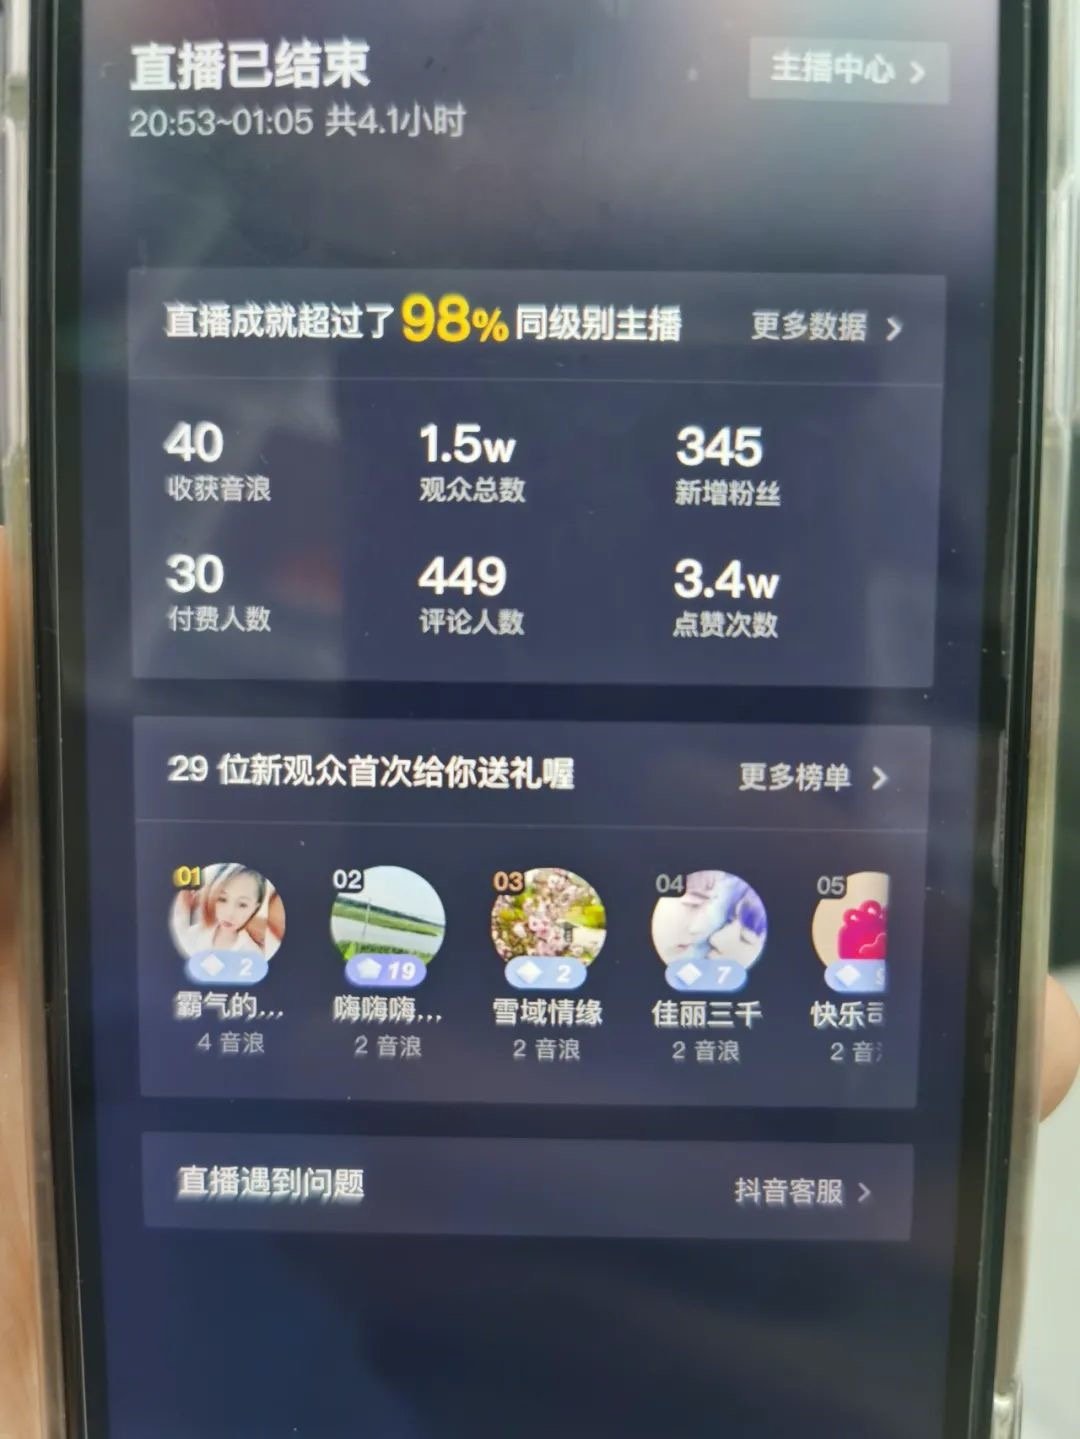 直播已结束
主播中心 >
20:53~01:05 共4.1小时
直播成就超过了98%同级别主播
更多数据 >
40
1.5w
345
收获音浪
观众总数
新增粉丝
30
449
3.4w
付费人数
评论人数
点赞次数
29 位新观众首次给你送礼喔
更多榜单 >
01
02
03
04
05
2
19
2
7
霸气的...
嗨嗨嗨...
雪域情缘
佳丽三千
快乐司
4 音浪
2 音浪
2 音浪
2 音浪
2 音
直播遇到问题
抖音客服 >